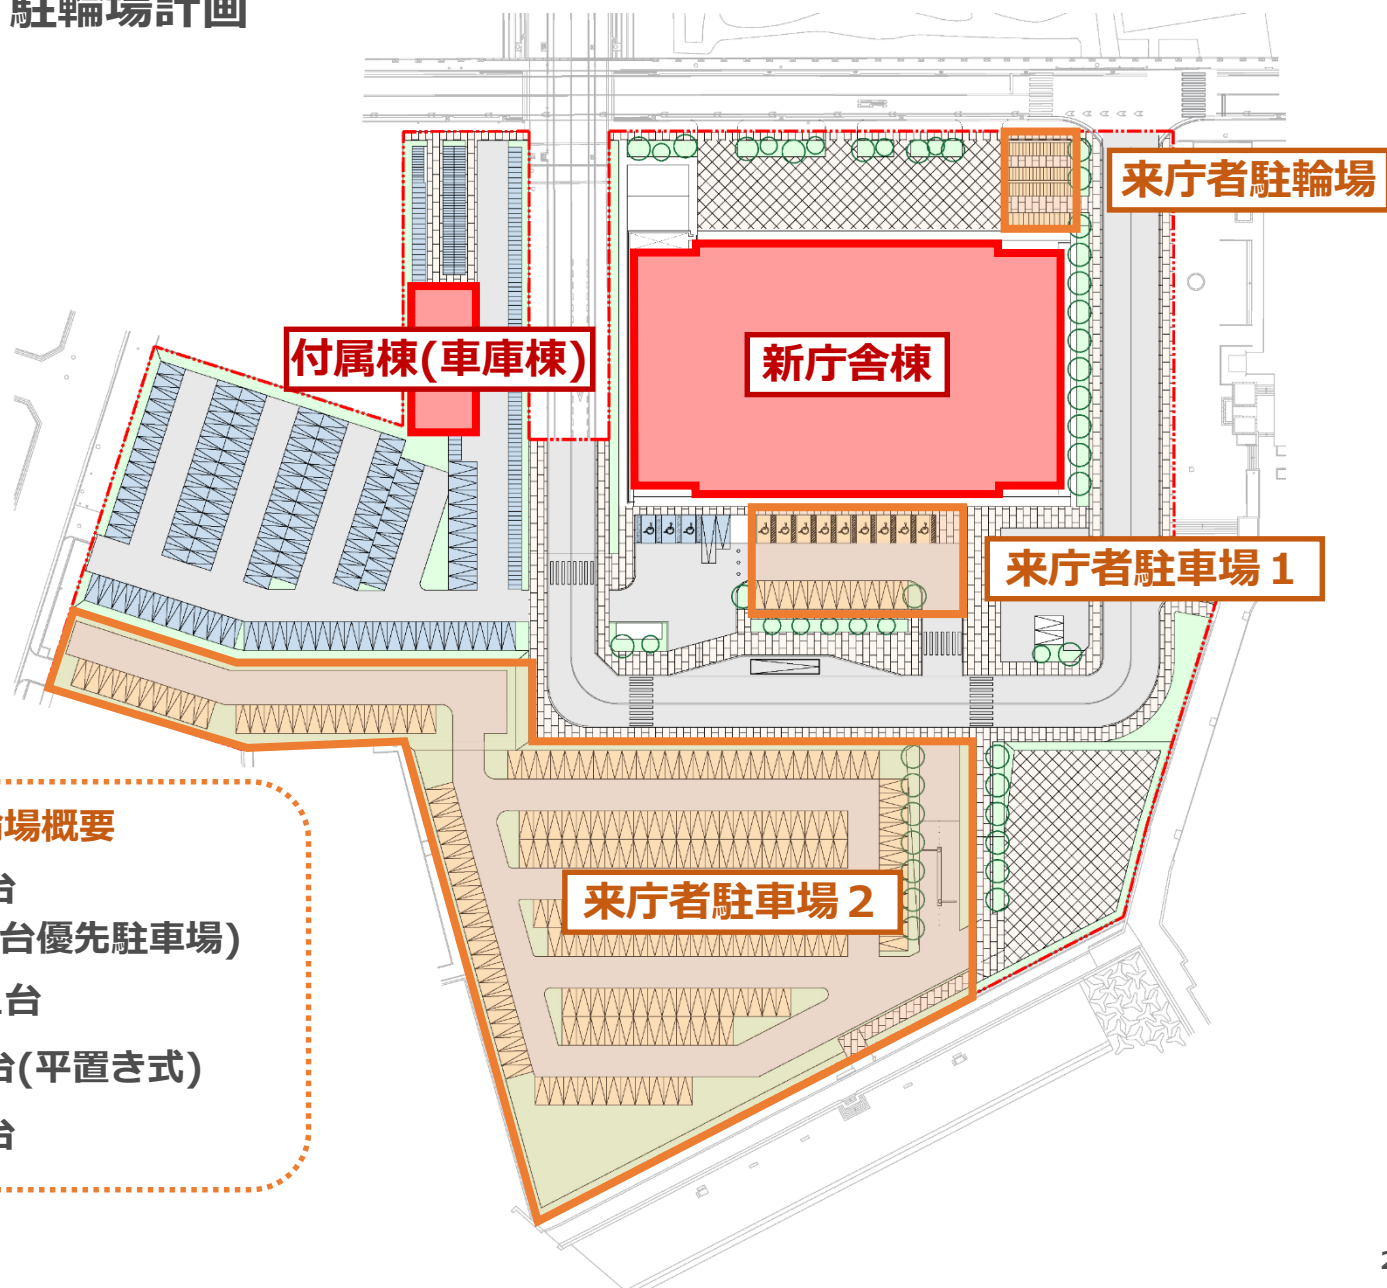 駐輪場計画
来庁者駐輪場
付属棟(車庫棟)
新庁舎棟
来庁者駐車場１
来庁者駐車場２
場概要
台
台優先駐車場)
台
台(平置き式)
台
2